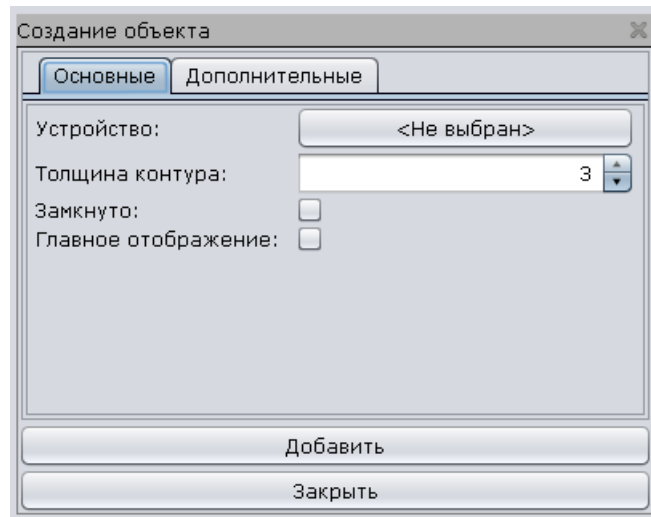 Создание объекта
Основные Дополнительные
Устройство: <Не выбран>
Толщина контура: 3
Замкнуто:
Главное отображение:
Добавить
Закрыть